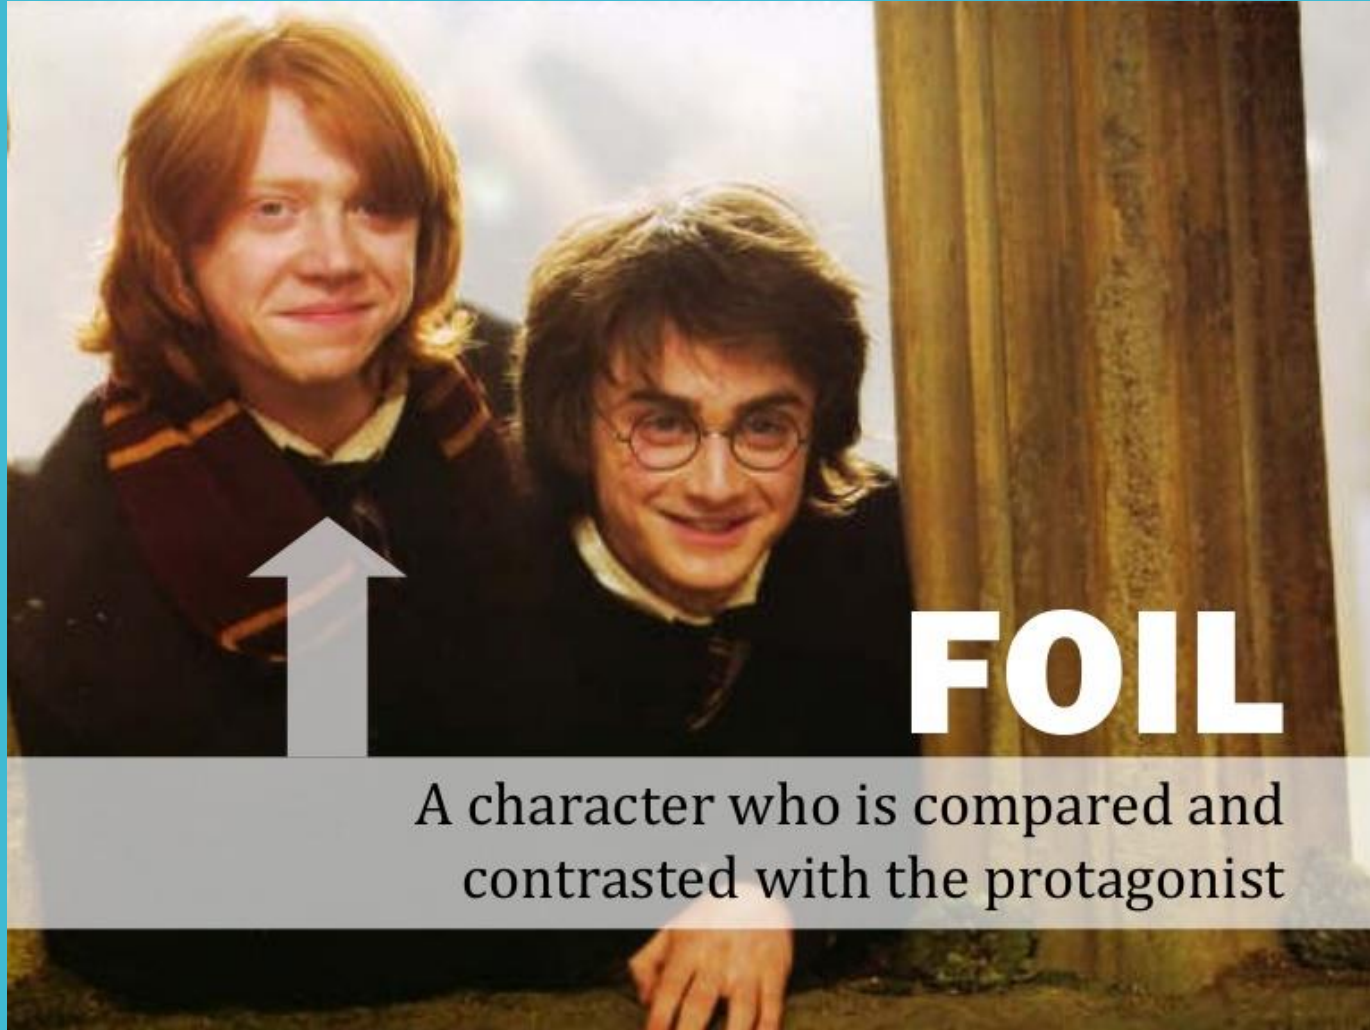 FOIL
A character who is compared and
contrasted with the protagonist